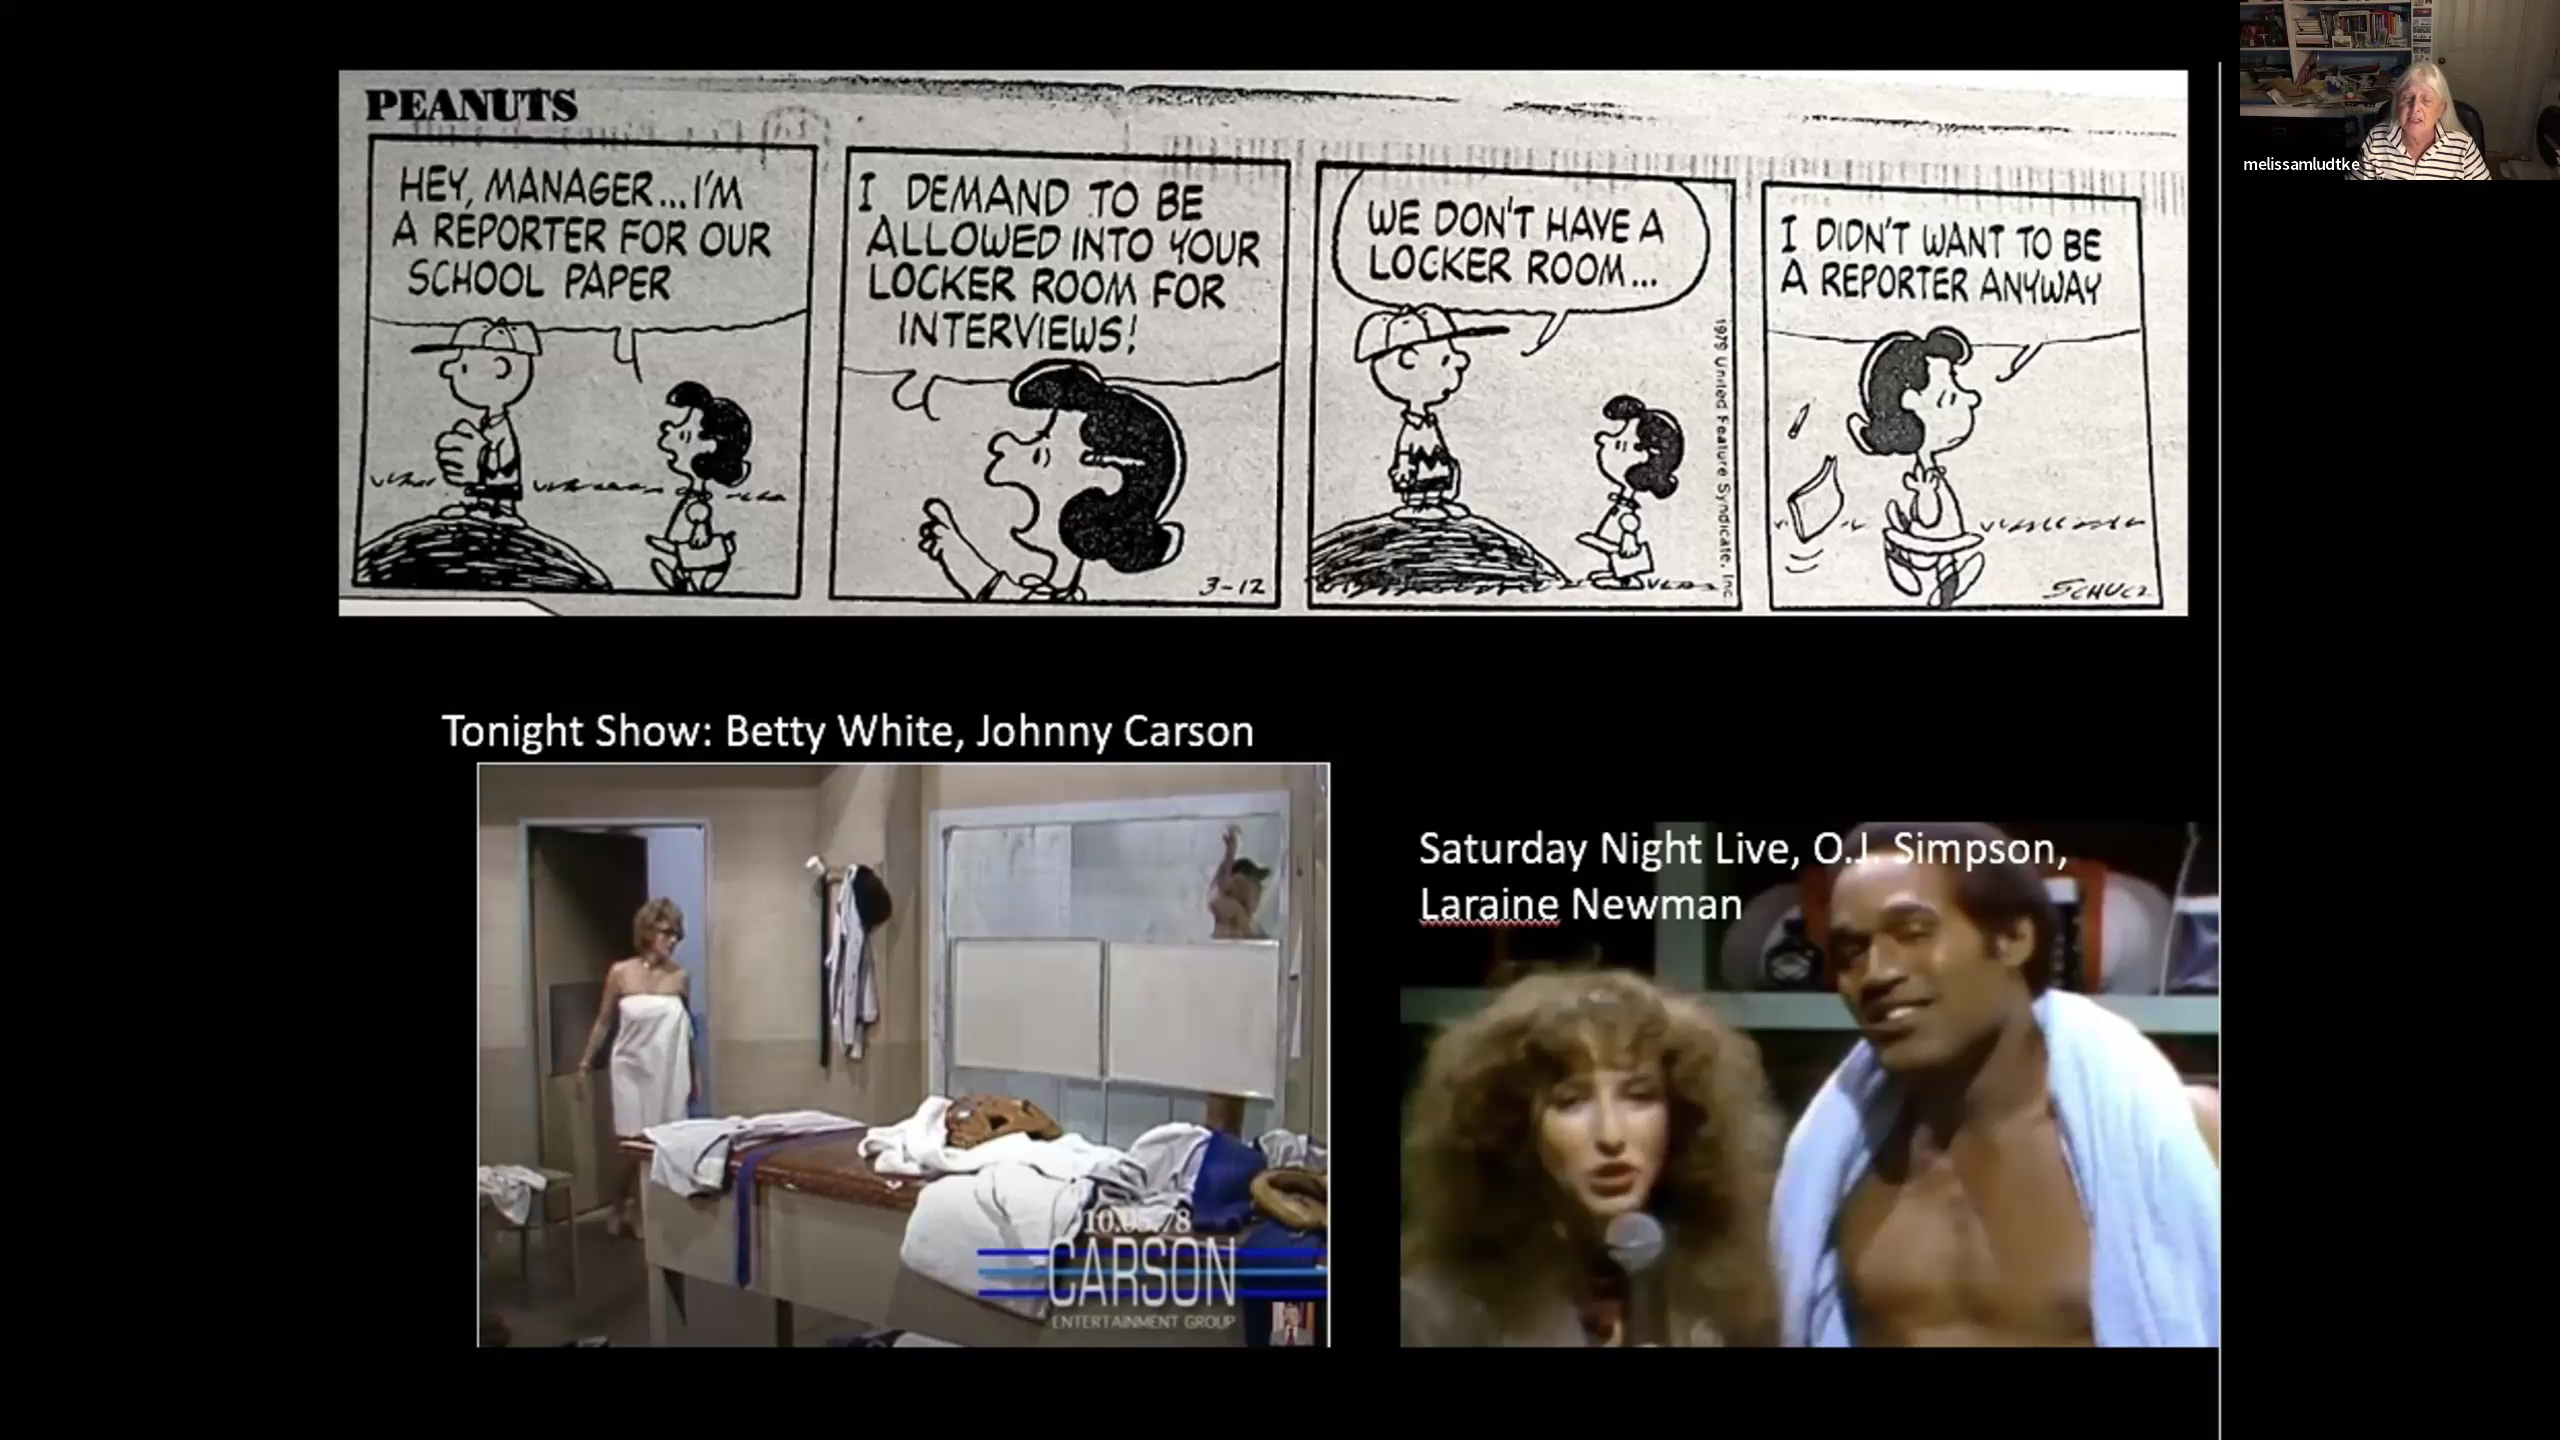 melissamludtke
PEANUTS
HEY, MANAGER...I'M
A REPORTER FOR OUR
SCHOOL PAPER
I DEMAND TO BE
ALLOWED INTO YOUR
LOCKER ROOM FOR
INTERVIEWS!
3-12
WE DON'T HAVE A
LOCKER ROOM...
1979 United Feature Syndicate, Inc.
I DIDN'T WANT TO BE
A REPORTER ANYWAY
SCHULZ
Tonight Show: Betty White, Johnny Carson
CARSON
ENTERTAINMENT GROUP
Saturday Night Live, O.J. Simpson,
Laraine Newman